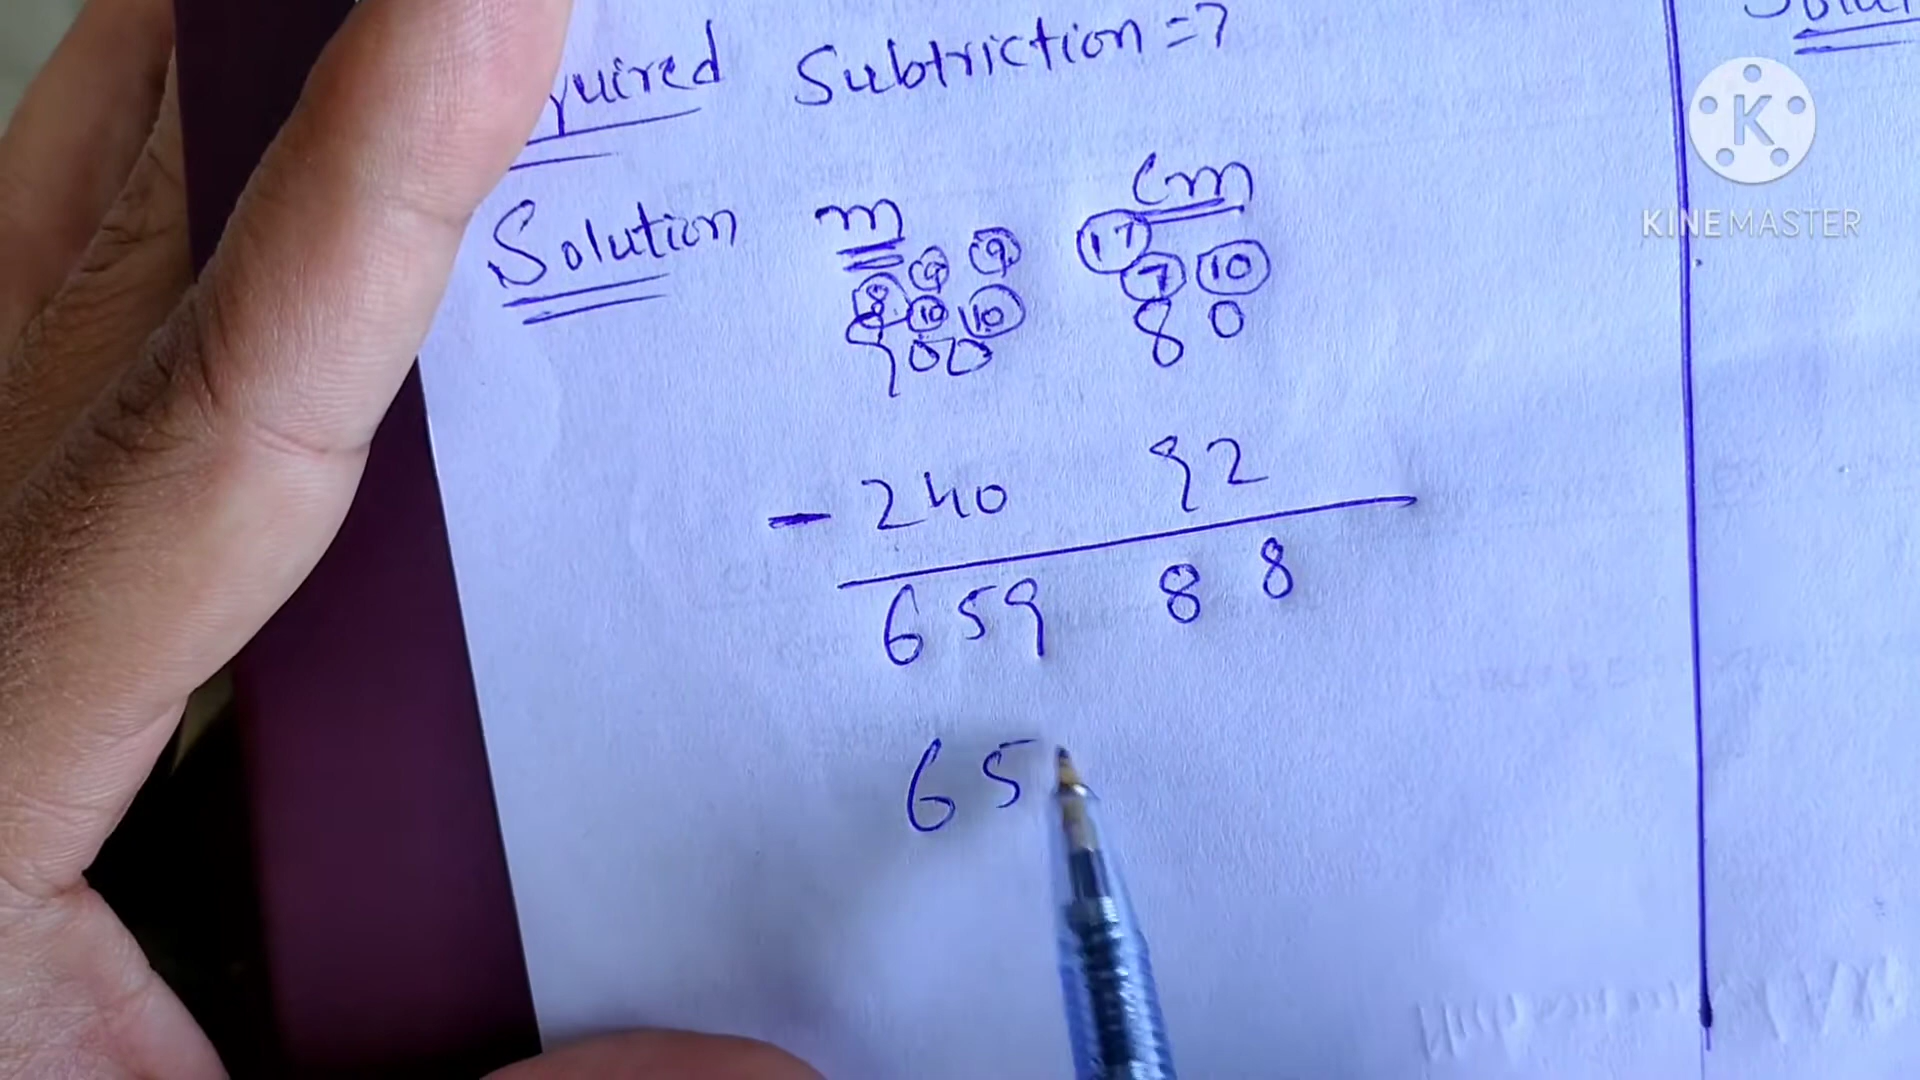 quired Subtriction=?
Solution m cm
9 9 17
8 10 10 7 10
900 80
- 240 92
659 88
65
K
KINEMASTER